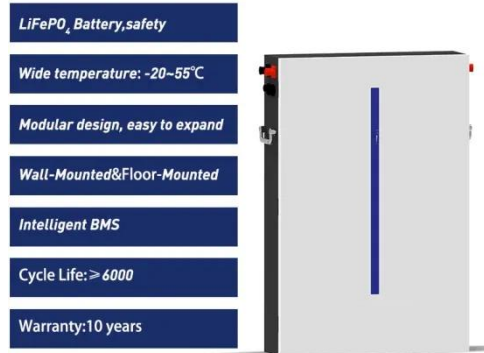 LiFePO₄ Battery,safety
Wide temperature: -20~55℃
Modular design, easy to expand
Wall-Mounted&Floor-Mounted
Intelligent BMS
Cycle Life:≥6000
Warranty:10 years